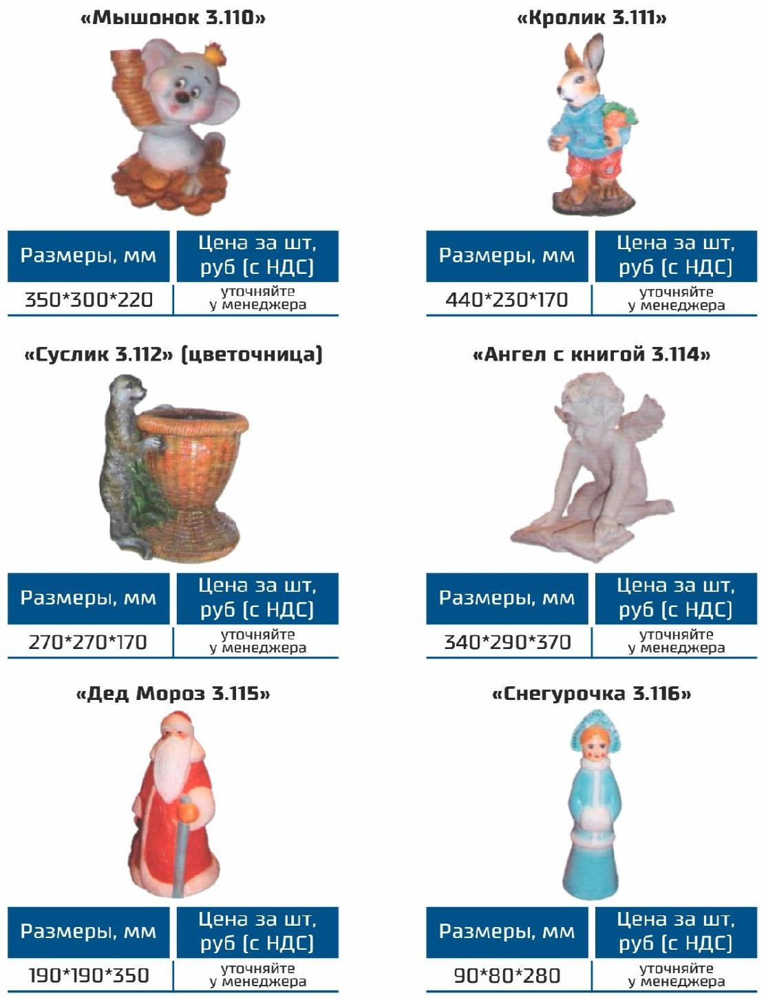 «Мышонок 3.110»
Размеры, мм
Цена за шт,
руб (с НДС)
350*300*220
уточняйте
у менеджера
«Кролик 3.111»
Размеры, мм
Цена за шт,
руб (с НДС)
440*230*170
уточняйте
у менеджера
«Суслик 3.112» (цветочница)
Размеры, мм
Цена за шт,
руб (с НДС)
270*270*170
уточняйте
у менеджера
«Ангел с книгой 3.114»
Размеры, мм
Цена за шт,
руб (с НДС)
340*290*370
уточняйте
у менеджера
«Дед Мороз 3.115»
Размеры, мм
Цена за шт,
руб (с НДС)
190*190*350
уточняйте
у менеджера
«Снегурочка 3.116»
Размеры, мм
Цена за шт,
руб (с НДС)
90*80*280
уточняйте
у менеджера